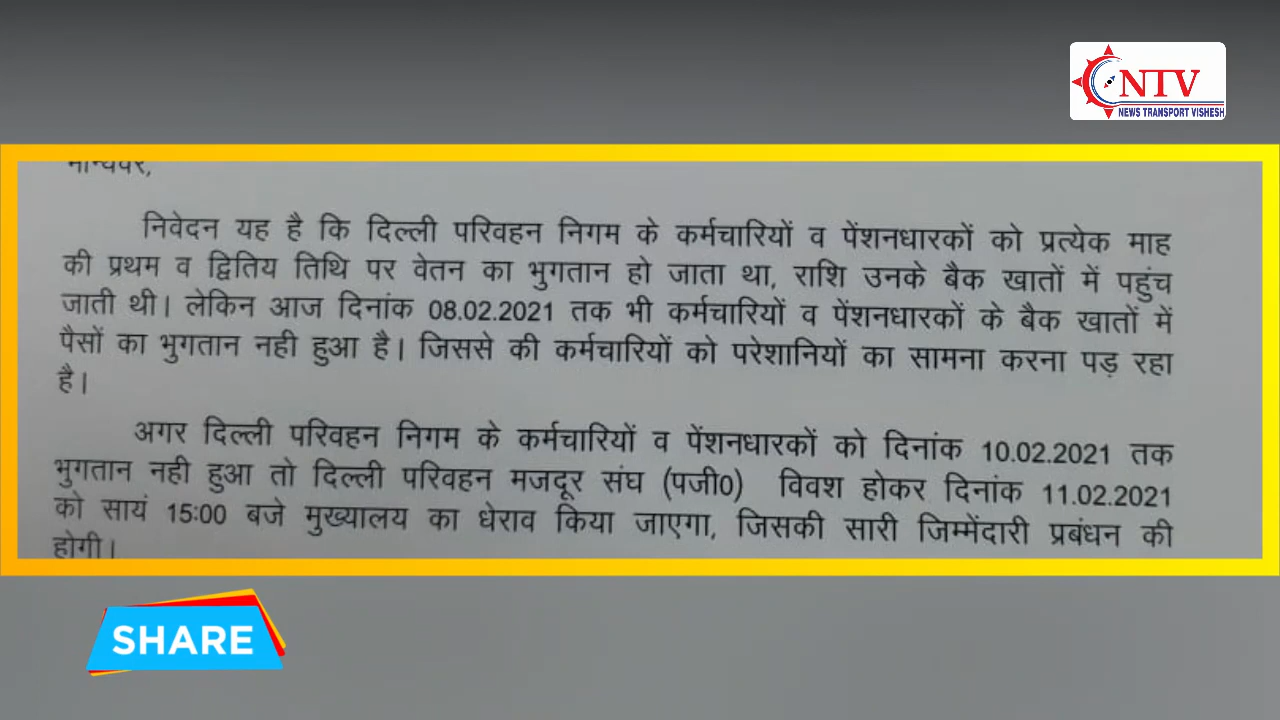 NTV
NEWS TRANSPORT VISHESH
मान्यवर,
निवेदन यह है कि दिल्ली परिवहन निगम के कर्मचारियों व पेंशनधारकों को प्रत्येक माह
की प्रथम व द्वितिय तिथि पर वेतन का भुगतान हो जाता था, राशि उनके बैक खातों में पहुंच
जाती थी। लेकिन आज दिनांक 08.02.2021 तक भी कर्मचारियों व पेंशनधारकों के बैक खातों में
पैसों का भुगतान नही हुआ है। जिससे की कर्मचारियों को परेशानियों का सामना करना पड़ रहा
है।
अगर दिल्ली परिवहन निगम के कर्मचारियों व पेंशनधारकों को दिनांक 10.02.2021 तक
भुगतान नही हुआ तो दिल्ली परिवहन मजदूर संघ (पजी0) विवश होकर दिनांक 11.02.2021
को सायं 15:00 बजे मुख्यालय का धेराव किया जाएगा, जिसकी सारी जिम्मेंदारी प्रबंधन की
होगी।
SHARE